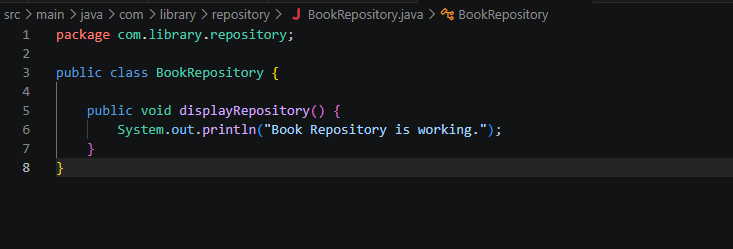 src > main > java > com > library > repository > J BookRepository.java > BookRepository
1 package com.library.repository;
2
3 public class BookRepository {
4
5     public void displayRepository() {
6         System.out.println("Book Repository is working.");
7     }
8 }